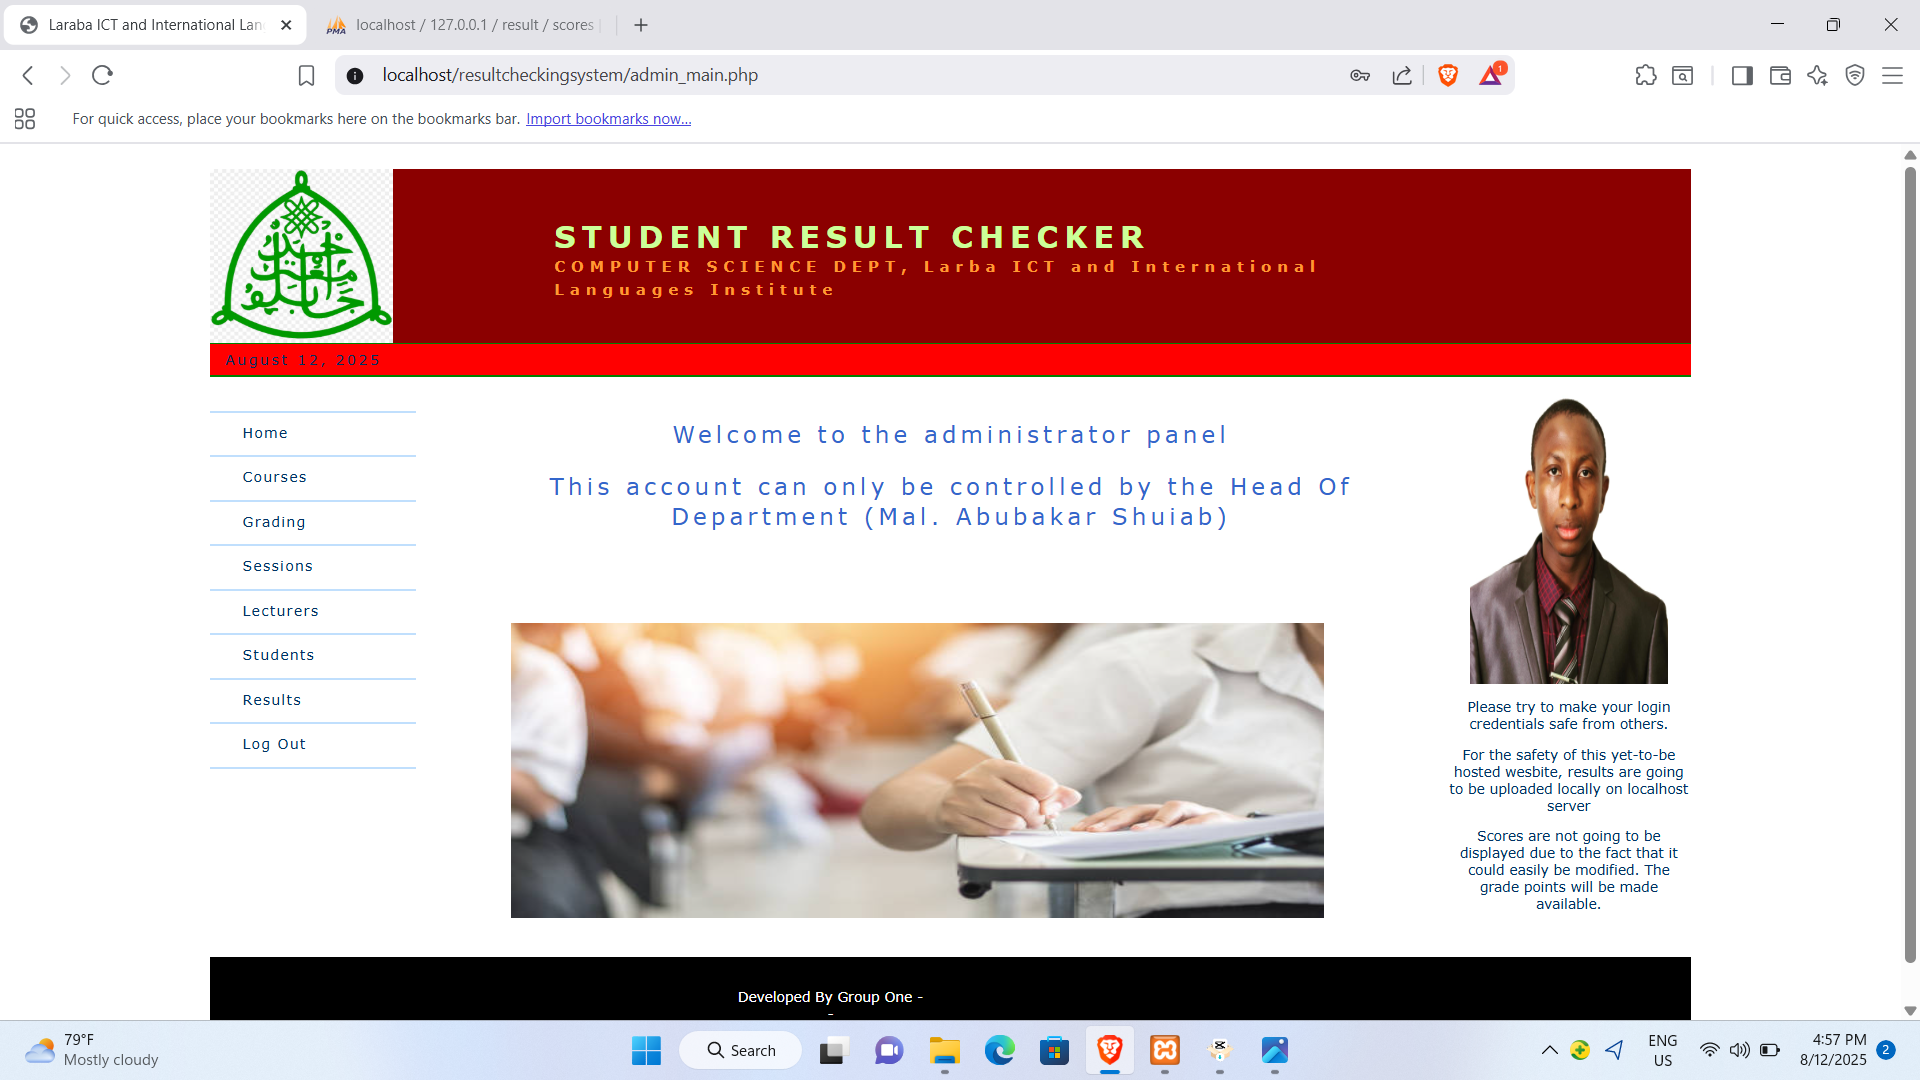 Laraba ICT and International Lan
localhost / 127.0.0.1 / result / scores
localhost/resultcheckingsystem/admin_main.php
1
For quick access, place your bookmarks here on the bookmarks bar. Import bookmarks now...
STUDENT RESULT CHECKER
COMPUTER SCIENCE DEPT, Larba ICT and International
Languages Institute
August 12, 2025
Home
Courses
Grading
Sessions
Lecturers
Students
Results
Log Out
Welcome to the administrator panel
This account can only be controlled by the Head Of
Department (Mal. Abubakar Shuiab)
Please try to make your login
credentials safe from others.
For the safety of this yet-to-be
hosted wesbite, results are going
to be uploaded locally on localhost
server
Scores are not going to be
displayed due to the fact that it
could easily be modified. The
grade points will be made
available.
Developed By Group One -
-
79°F
Mostly cloudy
Search
ENG
US
4:57 PM
8/12/2025
2